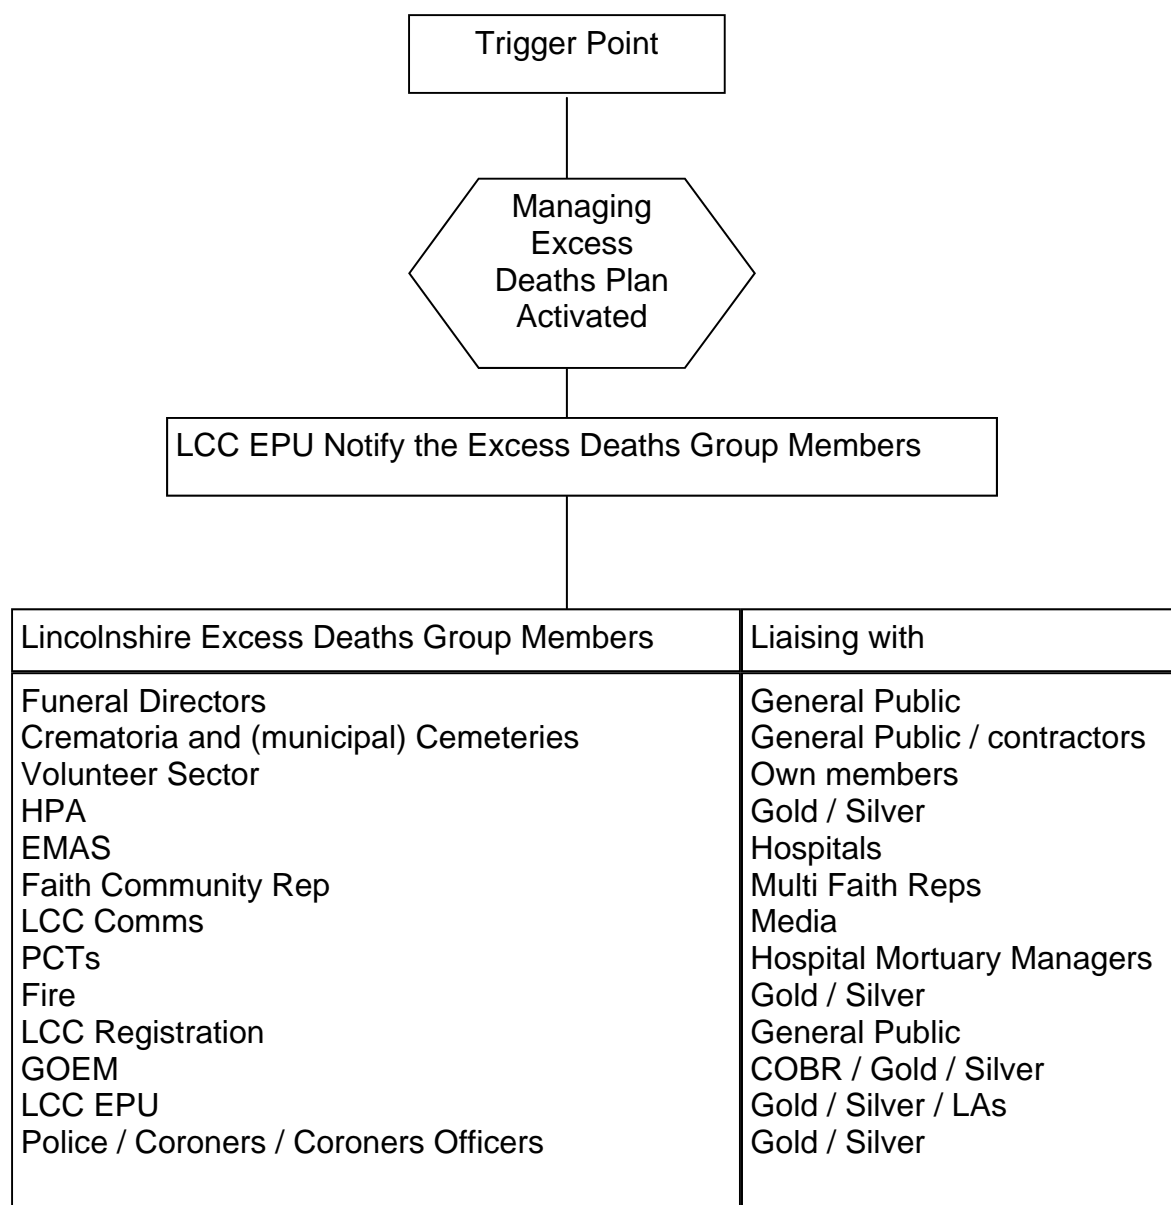 Trigger Point
Managing
Excess
Deaths Plan
Activated
LCC EPU Notify the Excess Deaths Group Members
Lincolnshire Excess Deaths Group Members Liaising with
Funeral Directors General Public
Crematoria and (municipal) Cemeteries General Public / contractors
Volunteer Sector Own members
HPA Gold / Silver
EMAS Hospitals
Faith Community Rep Multi Faith Reps
LCC Comms Media
PCTs Hospital Mortuary Managers
Fire Gold / Silver
LCC Registration General Public
GOEM COBR / Gold / Silver
LCC EPU Gold / Silver / LAs
Police / Coroners / Coroners Officers Gold / Silver